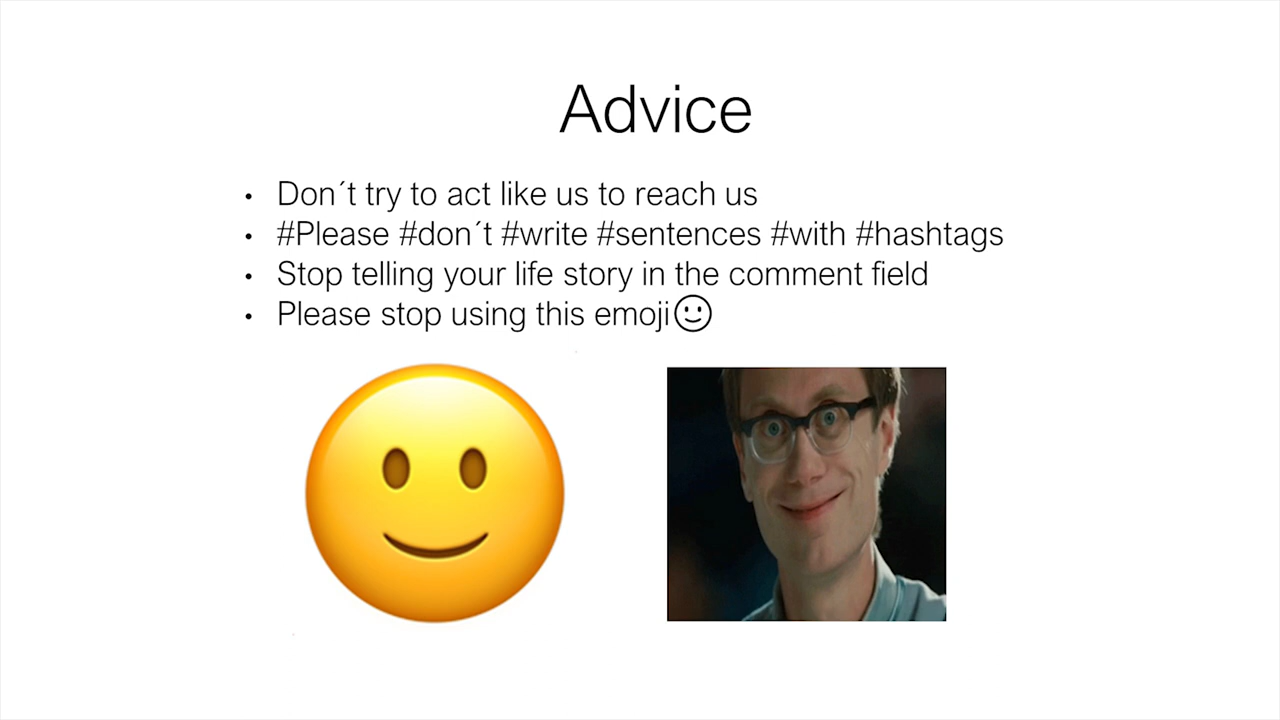 Advice
• Don´t try to act like us to reach us
• #Please #don´t #write #sentences #with #hashtags
• Stop telling your life story in the comment field
• Please stop using this emoji☺